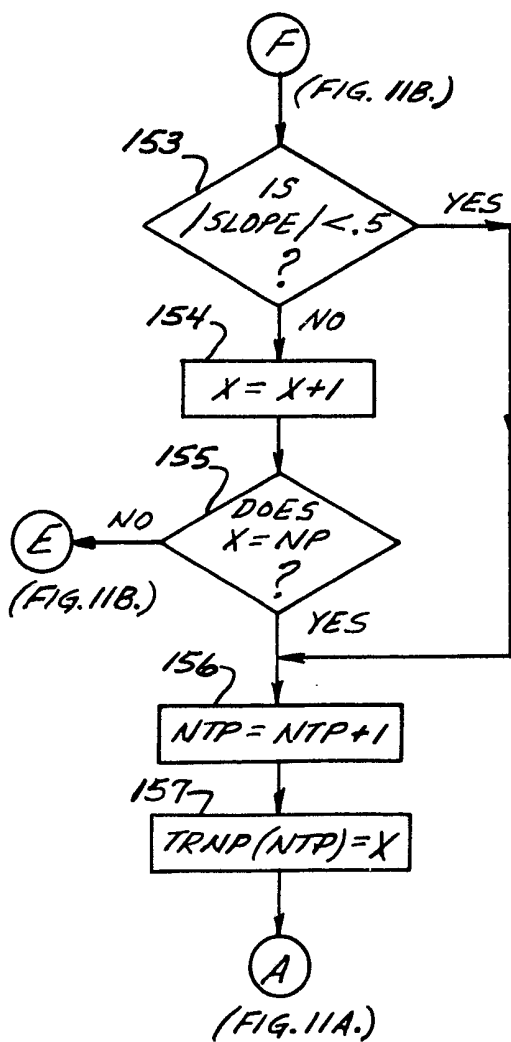 F
(FIG. 11B.)
153
IS
/SLOPE/<.5
?
YES
NO
154
X = X+1
155
DOES
X=NP
?
NO
E
(FIG. 11B.)
YES
156
NTP = NTP+1
157
TRNP(NTP)=X
A
(FIG. 11A.)